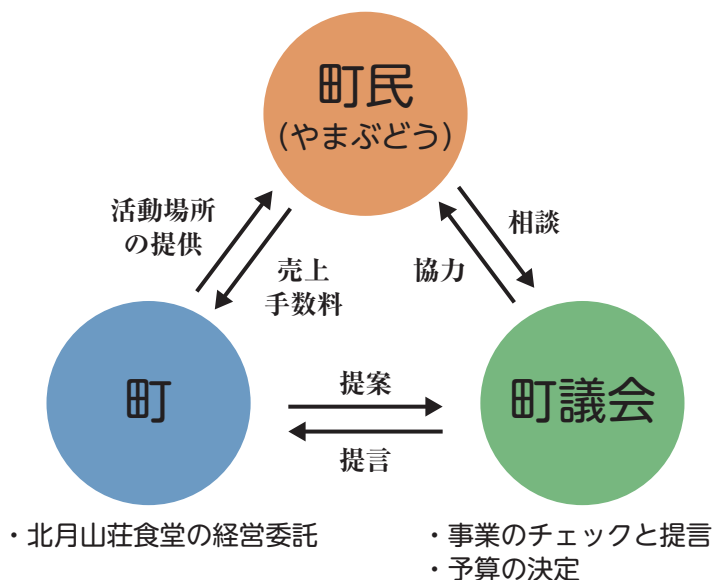 町民
(やまぶどう)
活動場所
の提供
売上
手数料
相談
協力
町
提案
提言
町議会
・北月山荘食堂の経営委託
・事業のチェックと提言
・予算の決定